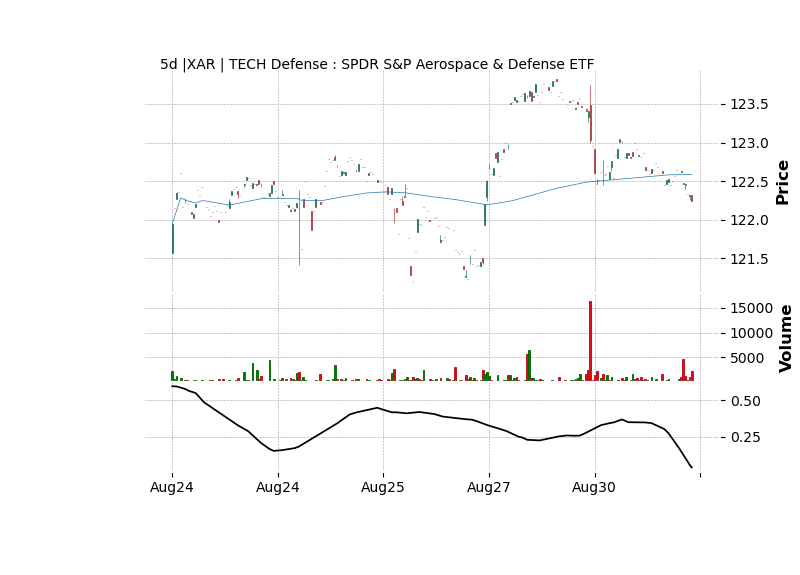 5d |XAR | TECH Defense : SPDR S&P Aerospace & Defense ETF
123.5
123.0
122.5
122.0
121.5
Price
15000
10000
5000
Volume
0.50
0.25
Aug24
Aug24
Aug25
Aug27
Aug30